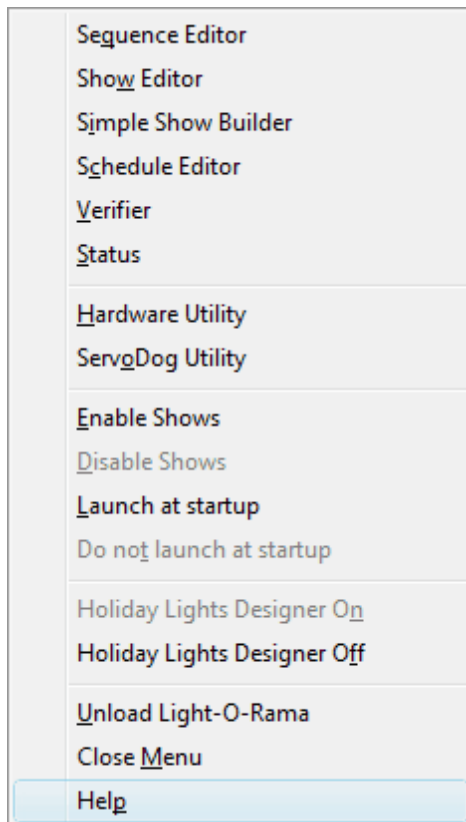 Sequence Editor
Show Editor
Simple Show Builder
Schedule Editor
Verifier
Status
Hardware Utility
ServoDog Utility
Enable Shows
Disable Shows
Launch at startup
Do not launch at startup
Holiday Lights Designer On
Holiday Lights Designer Off
Unload Light-O-Rama
Close Menu
Help